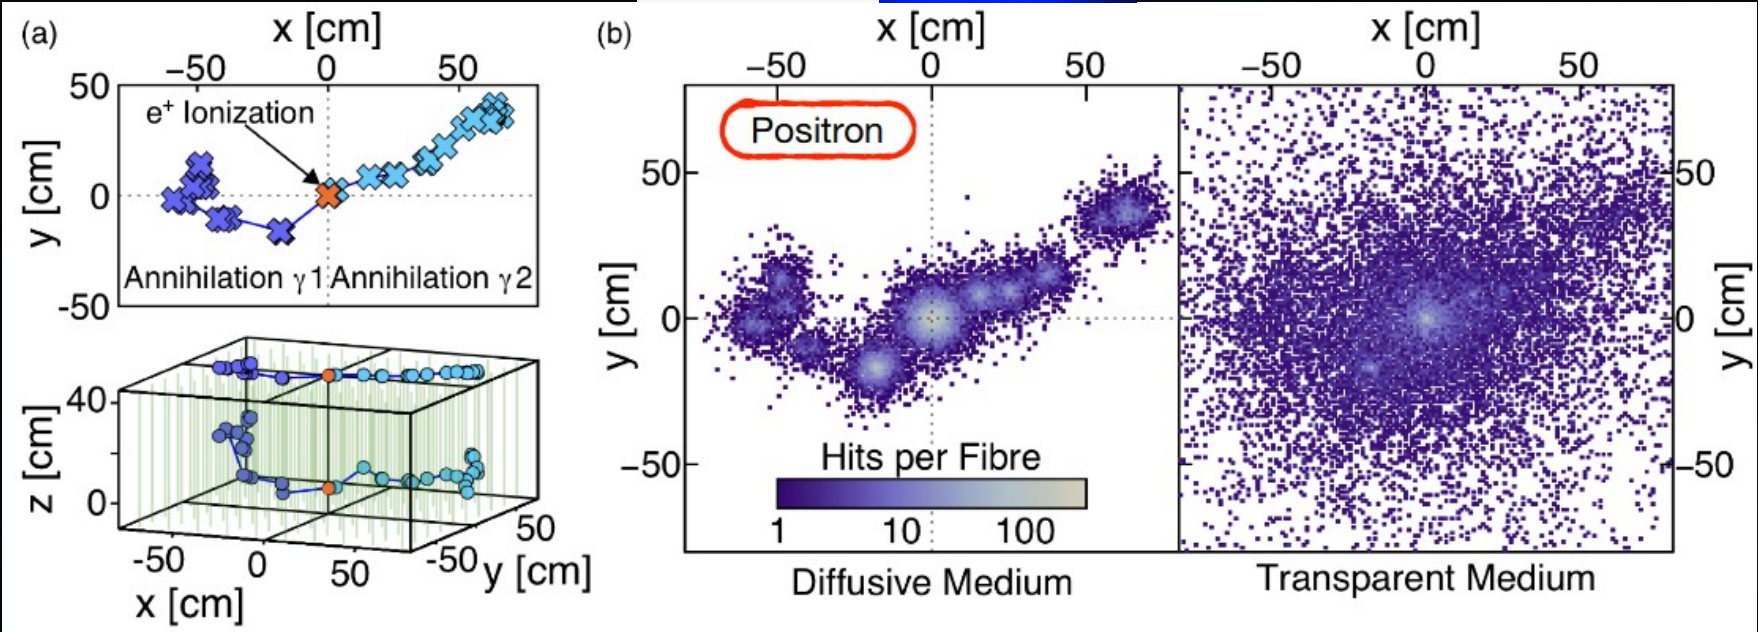 (a)
x [cm]
−50 0 50
50
0
-50
y [cm]
e⁺ Ionization
Annihilation γ 1 Annihilation γ 2
40
0
z [cm]
-50 0 50
x [cm]
-50 50
y [cm]
(b)
x [cm]
−50 0 50
Positron
50
0
−50
y [cm]
Hits per Fibre
1 10 100
Diffusive Medium
x [cm]
−50 0 50
50
0
−50
y [cm]
Transparent Medium